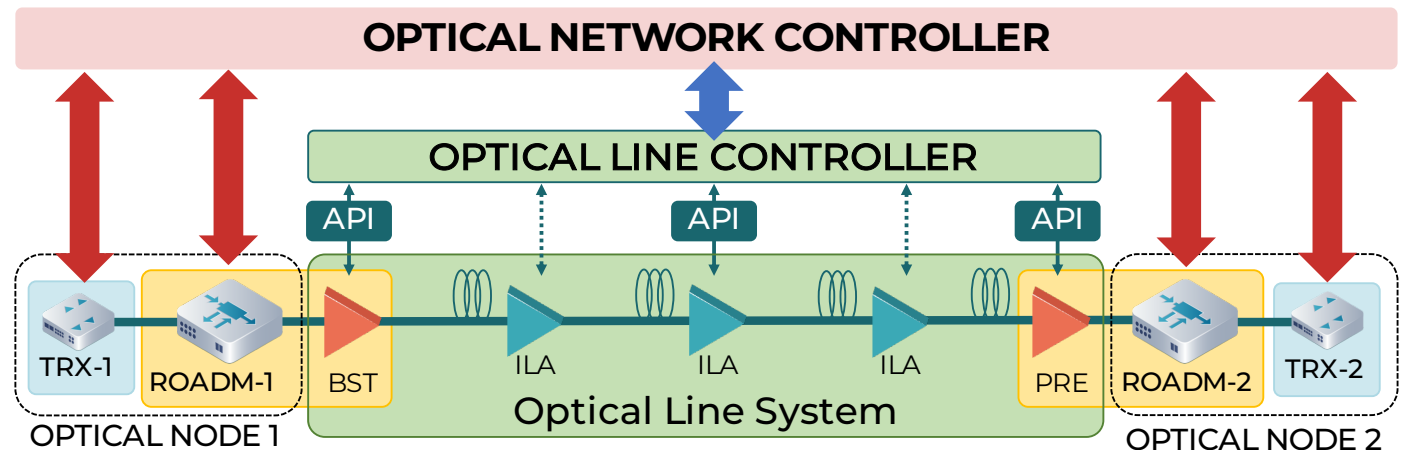 OPTICAL NETWORK CONTROLLER
OPTICAL LINE CONTROLLER
API API API
TRX-1 ROADM-1 BST ILA ILA ILA PRE ROADM-2 TRX-2
Optical Line System
OPTICAL NODE 1 OPTICAL NODE 2